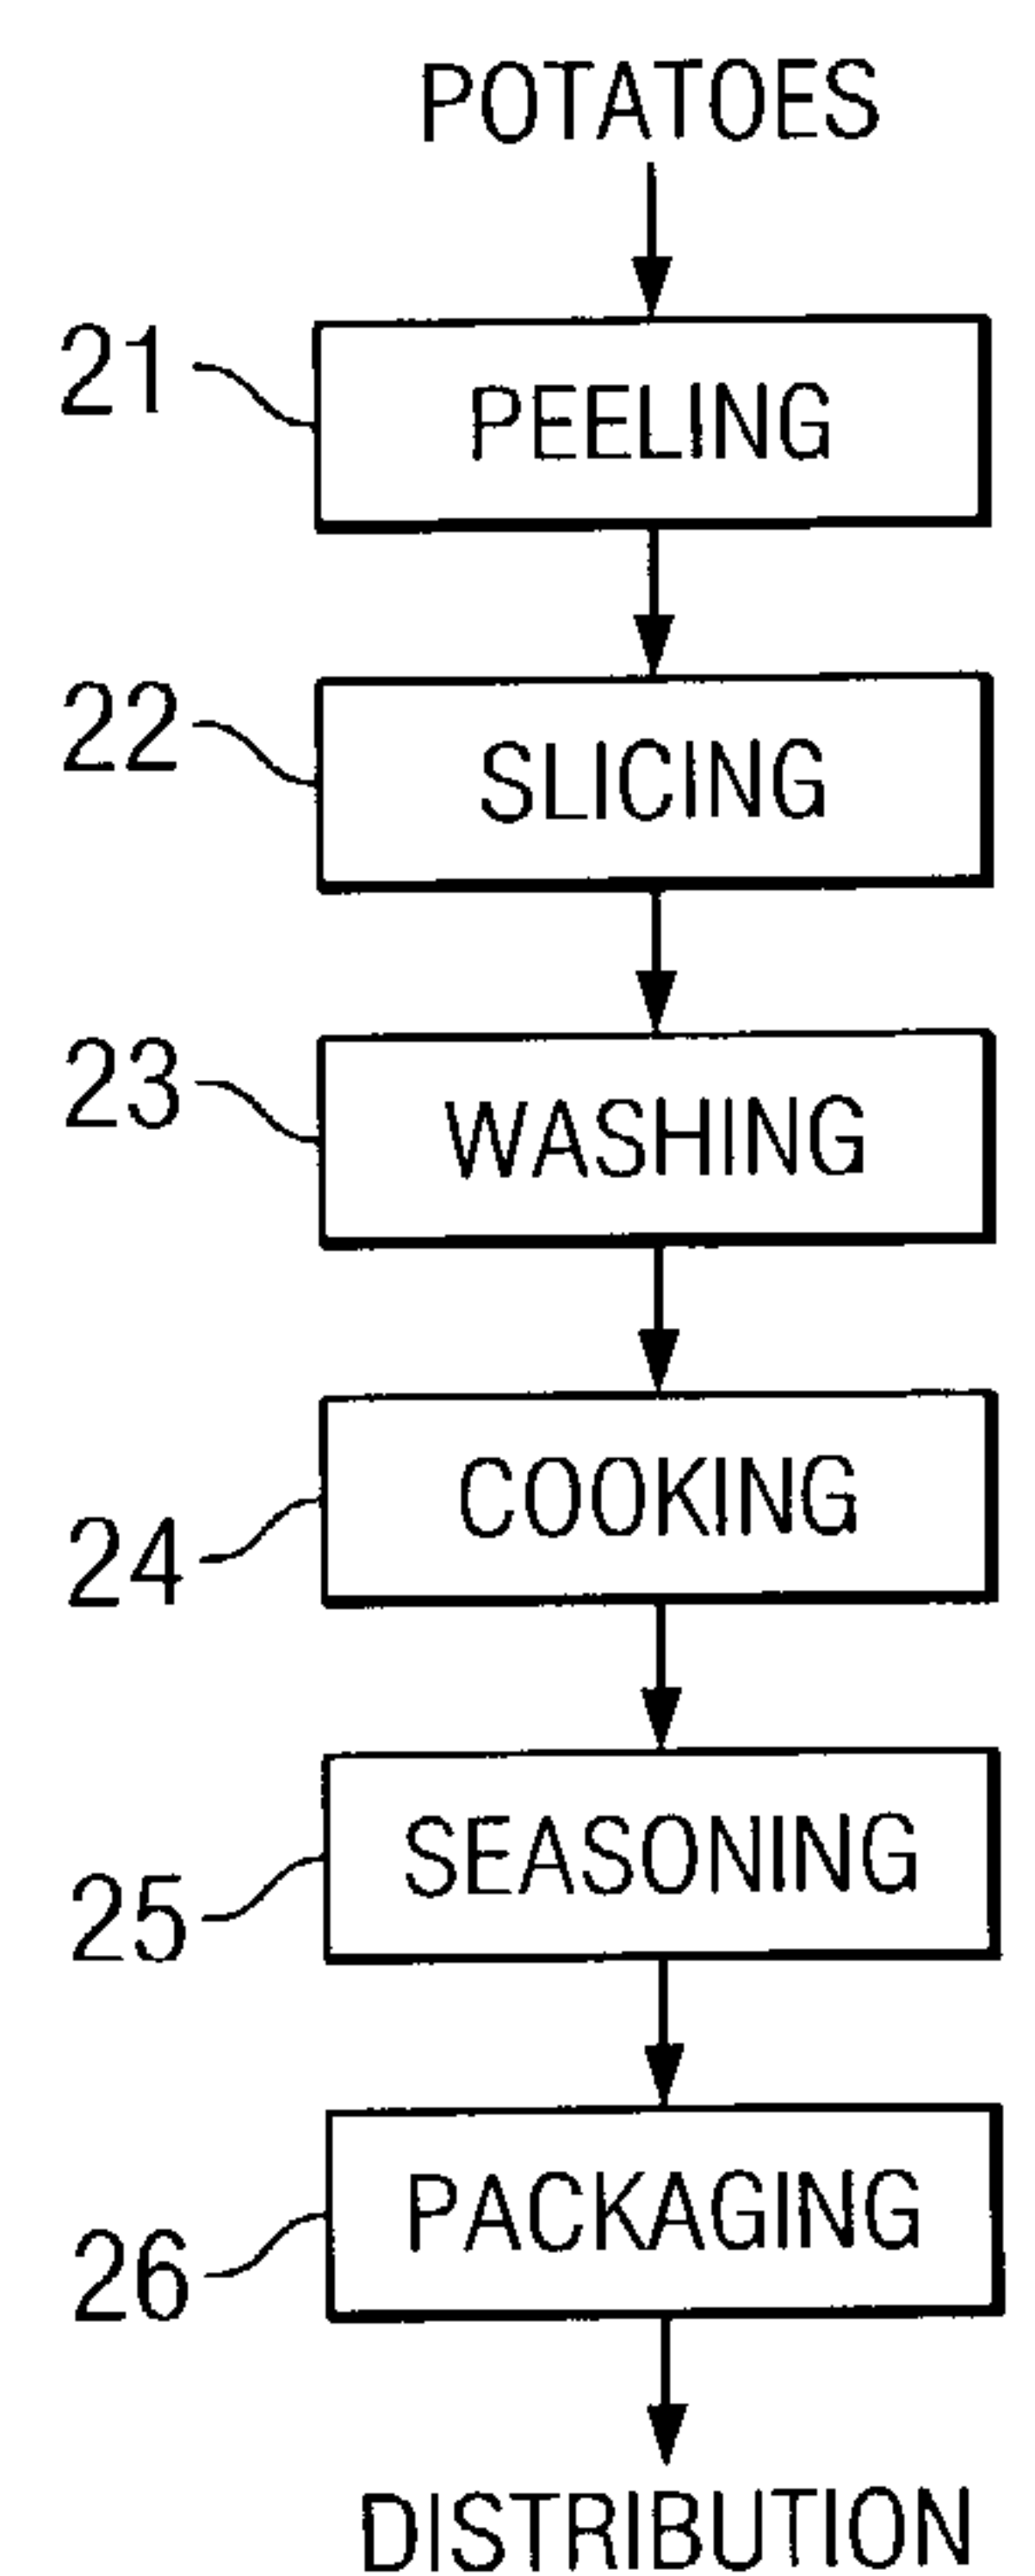 POTATOES
21
PEELING
22
SLICING
23
WASHING
24
COOKING
25
SEASONING
26
PACKAGING
DISTRIBUTION